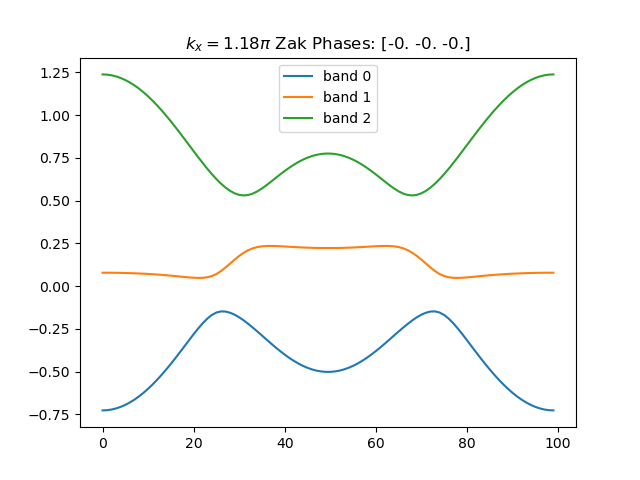 $k_x = 1.18\pi$ Zak Phases: [-0. -0. -0.]
band 0
band 1
band 2
1.25
1.00
0.75
0.50
0.25
0.00
−0.25
−0.50
−0.75
0 20 40 60 80 100